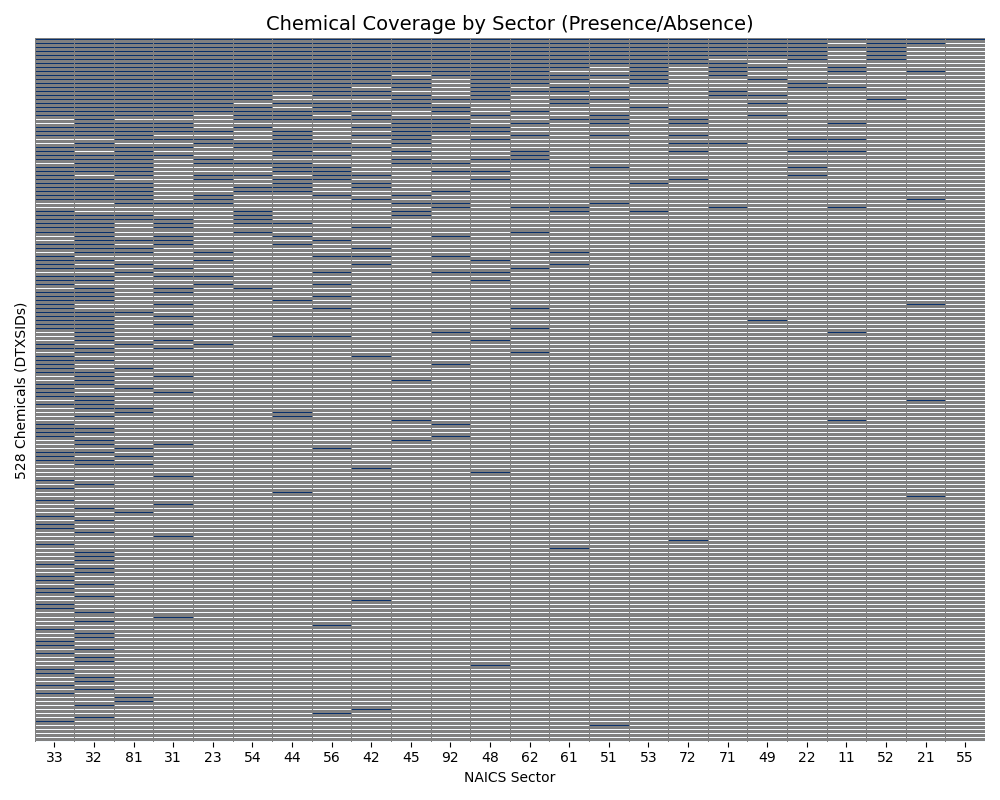 Chemical Coverage by Sector (Presence/Absence)
528 Chemicals (DTXSIDs)
33 32 81 31 23 54 44 56 42 45 92 48 62 61 51 53 72 71 49 22 11 52 21 55
NAICS Sector